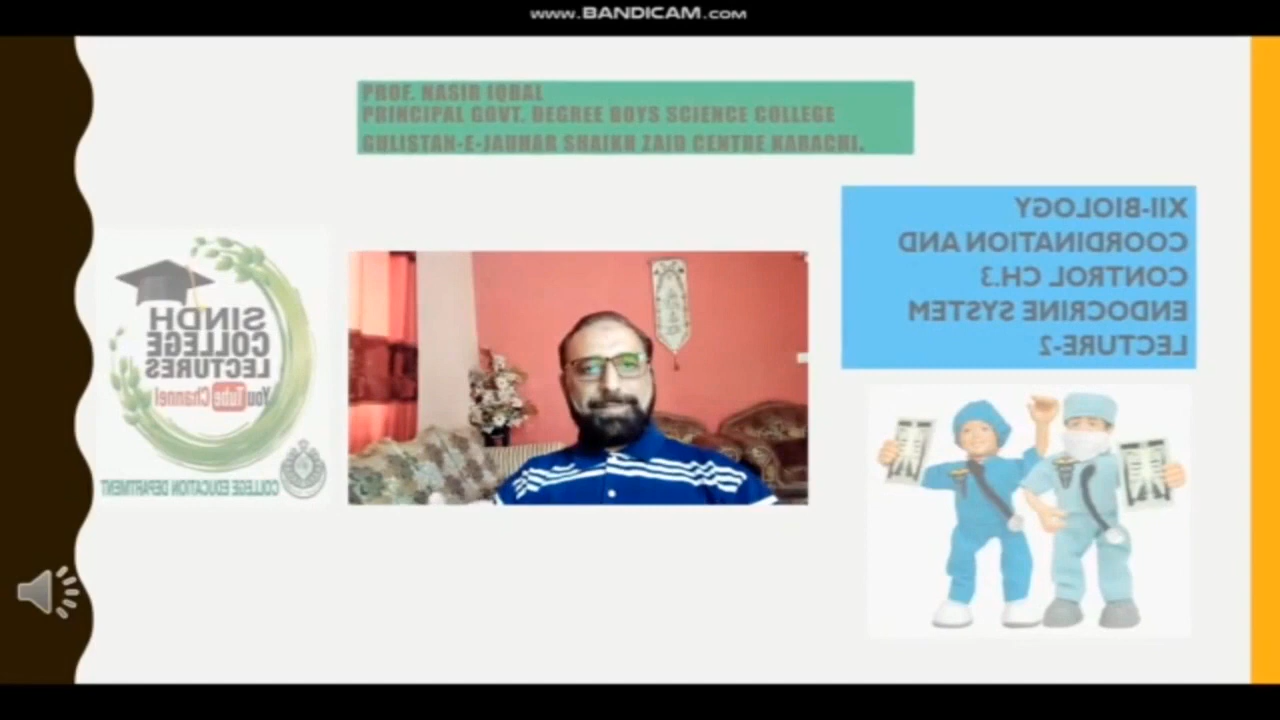 www.BANDICAM.com
PROF. NASIR IQBAL
PRINCIPAL GOVT. DEGREE BOYS SCIENCE COLLEGE
GULISTAN-E-JAUHAR SHAIKH ZAID CENTRE KARACHI.
XII-BIOLOGY
COORDINATION AND
CONTROL CH.3
ENDOCRINE SYSTEM
LECTURE-2
SINDH
COLLEGE
LECTURES
YouTube Channel
COLLEGE EDUCATION DEPARTMENT